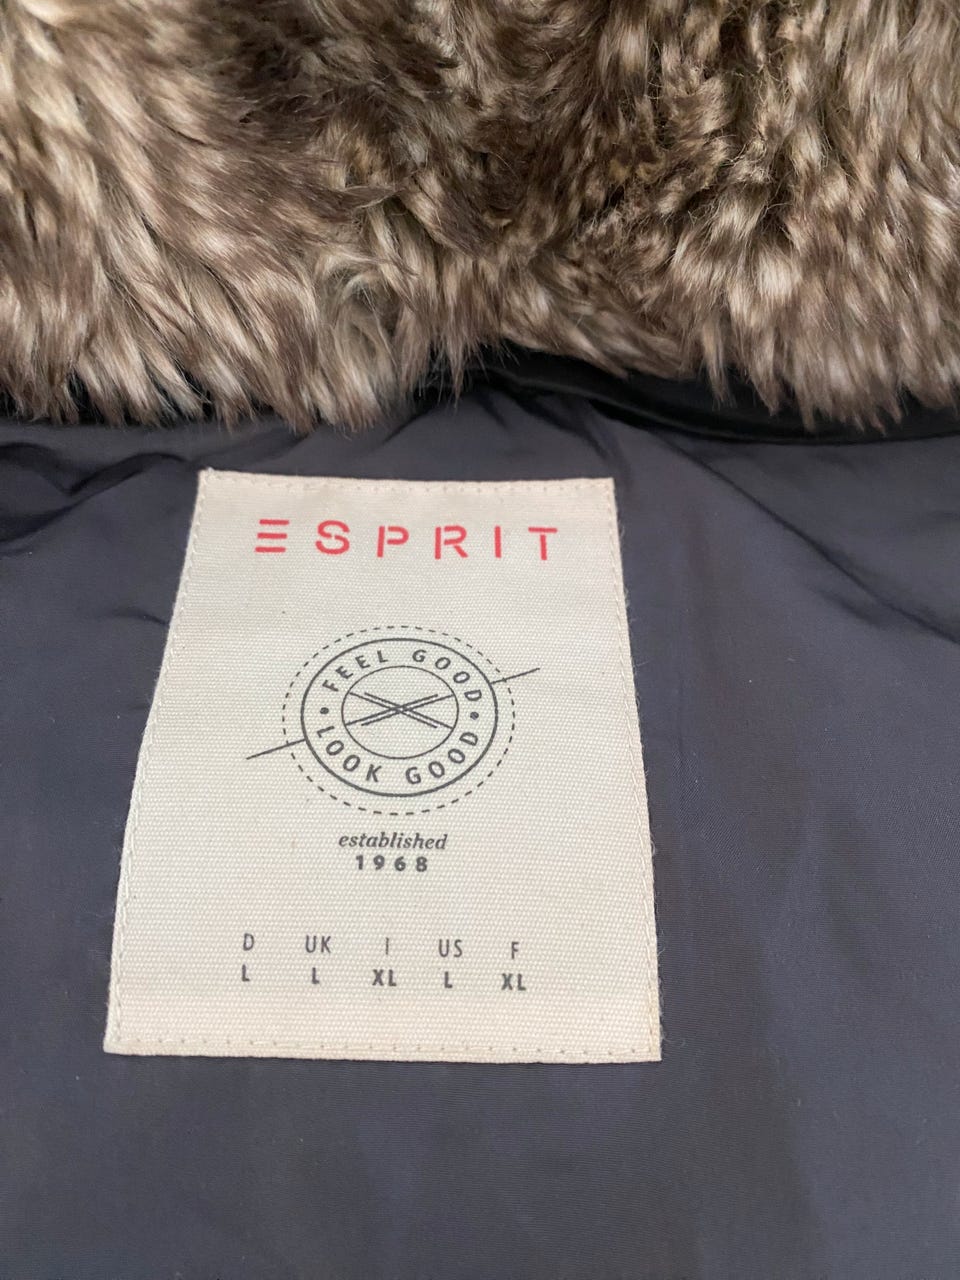 ESPRIT
FEEL GOOD
LOOK GOOD
established
1968
D UK I US F
L L XL L XL